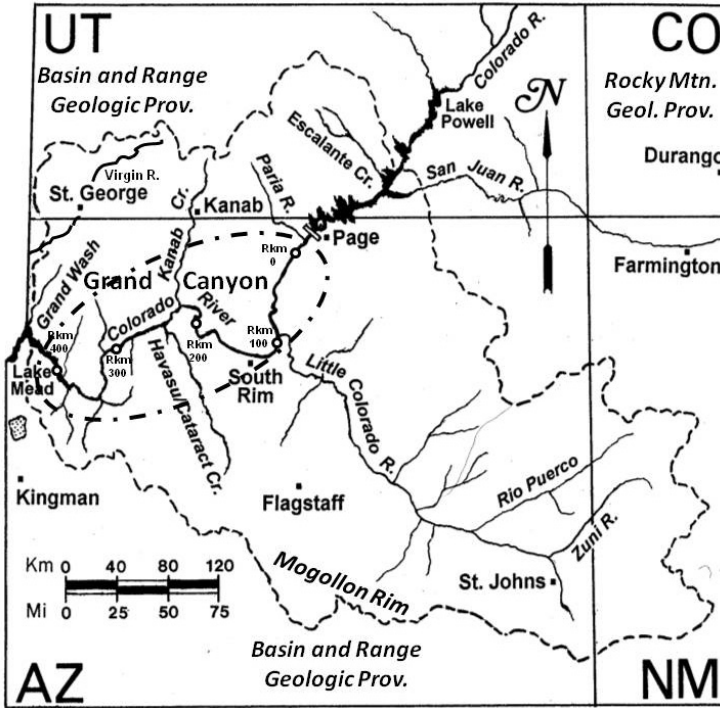 UT
CO
Basin and Range
Geologic Prov.
Rocky Mtn.
Geol. Prov.
Colorado R.
Lake
Powell
N
Escalante Cr.
San Juan R.
Durango
Virgin R.
St. George
Kanab Cr.
Kanab
Paria R.
Page
Rkm
0
Farmington
Grand Wash
Grand Canyon
Colorado River
Rkm
400
Rkm
300
Rkm
200
Rkm
100
Lake
Mead
South
Rim
Havasu/Cataract Cr.
Little Colorado R.
Kingman
Flagstaff
Rio Puerco
Zuni R.
St. Johns
Km 0 40 80 120
Mi 0 25 50 75
Mogollon Rim
Basin and Range
Geologic Prov.
AZ
NM